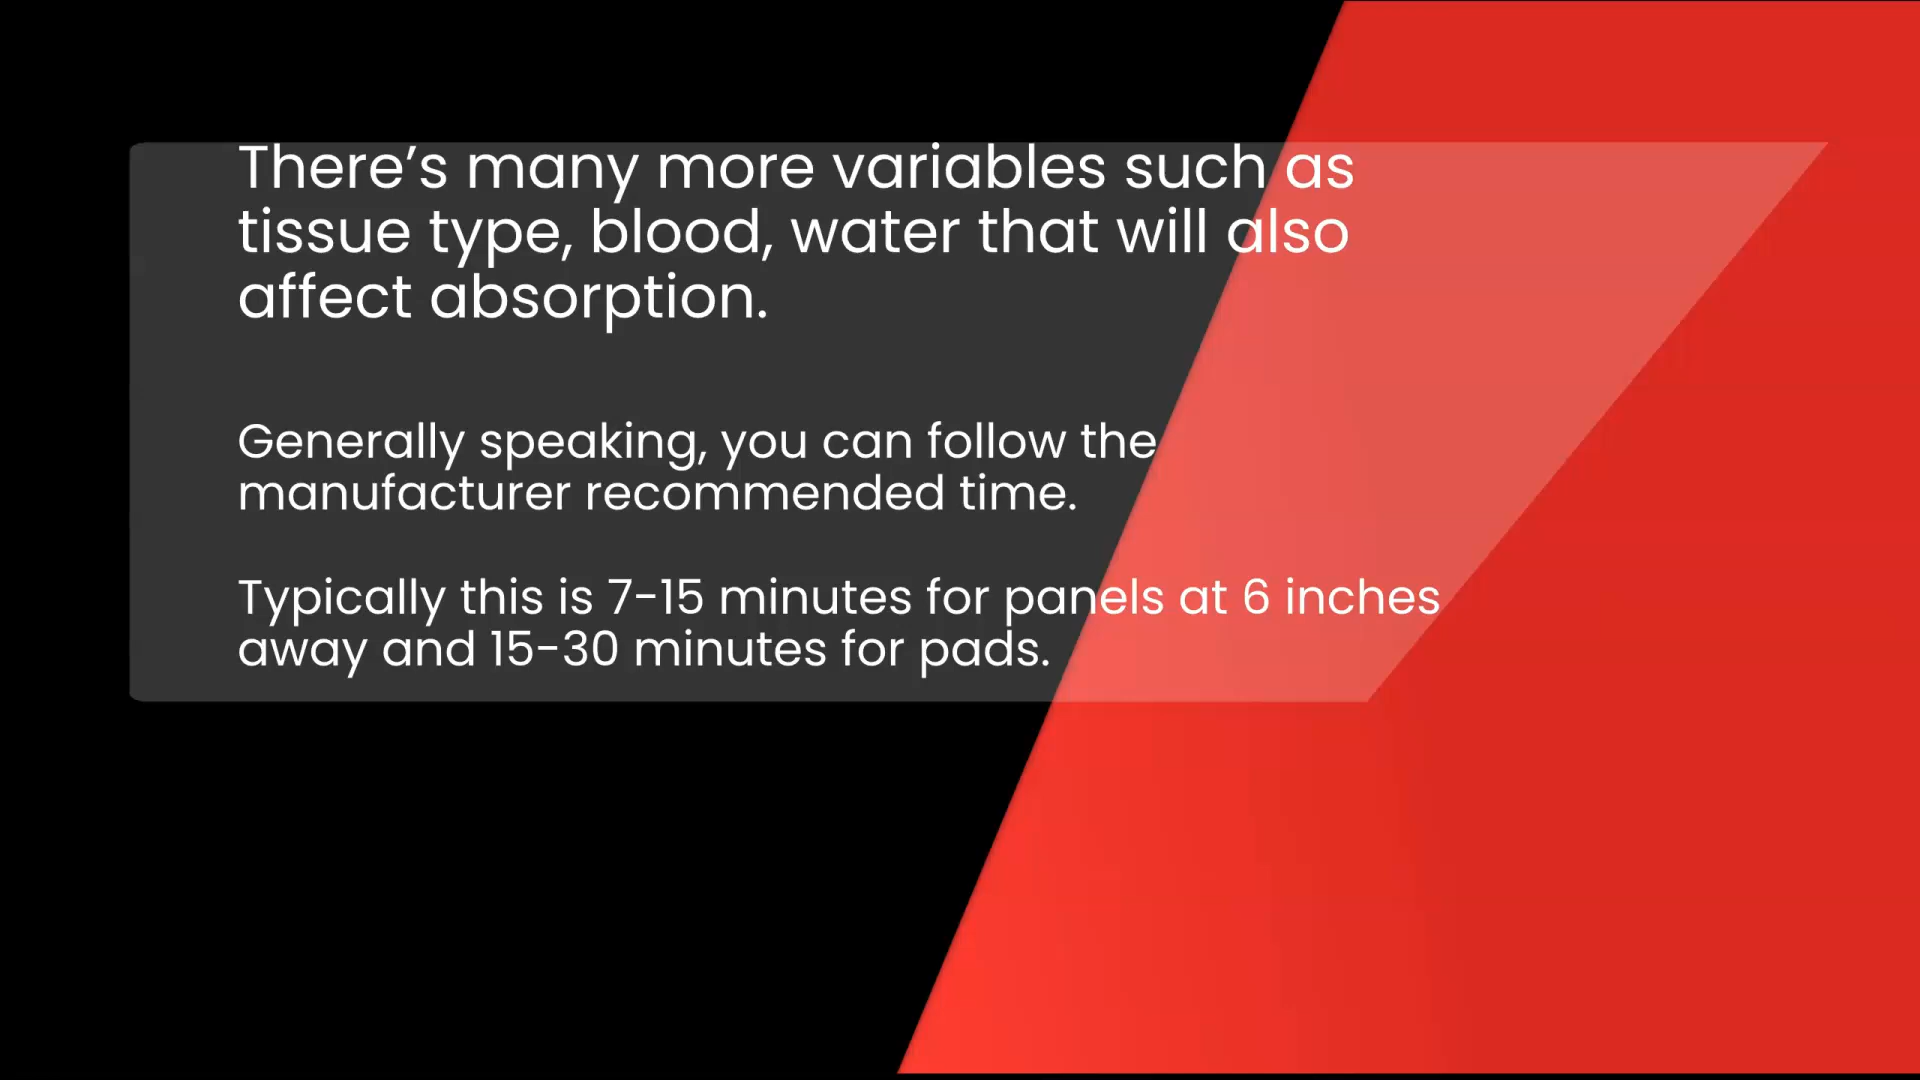 There’s many more variables such as
tissue type, blood, water that will also
affect absorption.
Generally speaking, you can follow the
manufacturer recommended time.
Typically this is 7-15 minutes for panels at 6 inches
away and 15-30 minutes for pads.